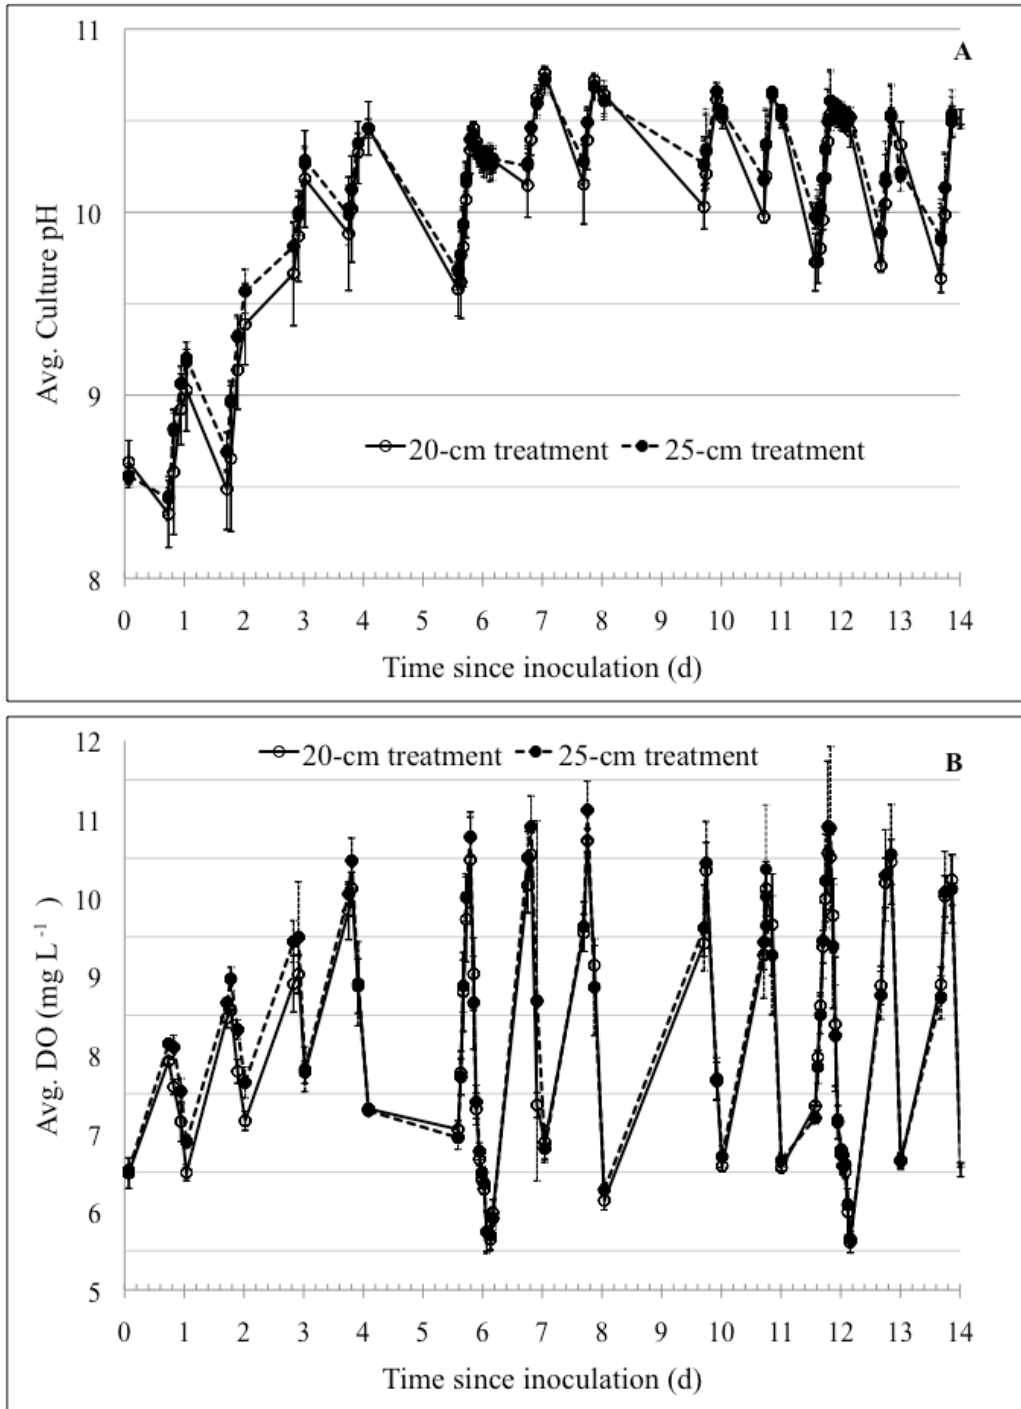 A
11
10
9
8
Avg. Culture pH
20-cm treatment 25-cm treatment
0 1 2 3 4 5 6 7 8 9 10 11 12 13 14
Time since inoculation (d)
20-cm treatment 25-cm treatment
B
12
11
10
9
8
7
6
5
Avg. DO (mg L⁻¹)
0 1 2 3 4 5 6 7 8 9 10 11 12 13 14
Time since inoculation (d)